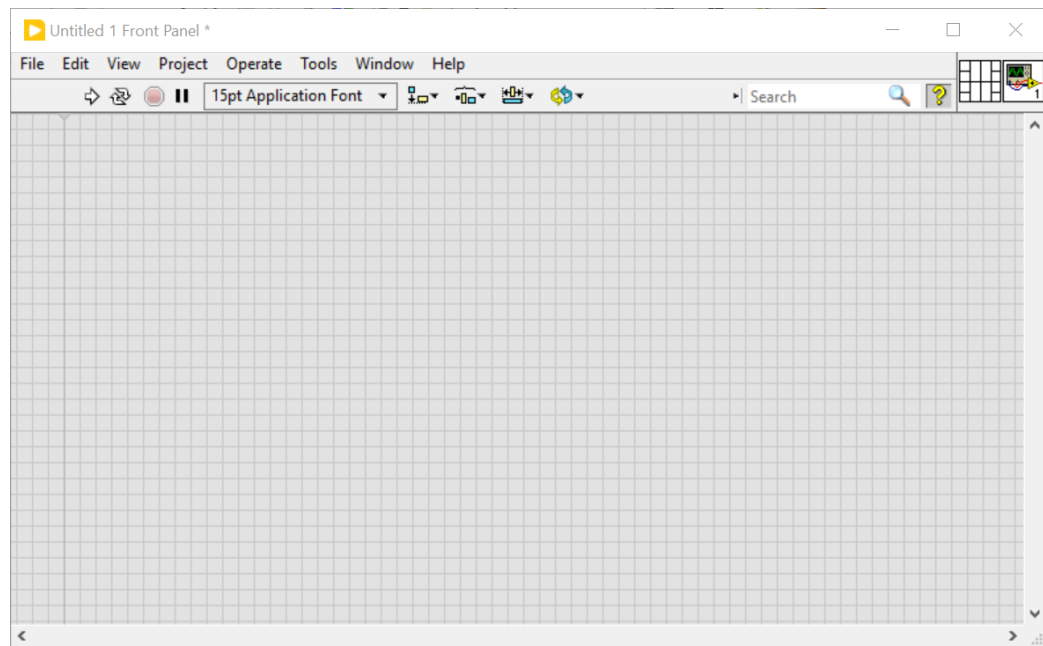 Untitled 1 Front Panel *
File Edit View Project Operate Tools Window Help
15pt Application Font Search ? 1